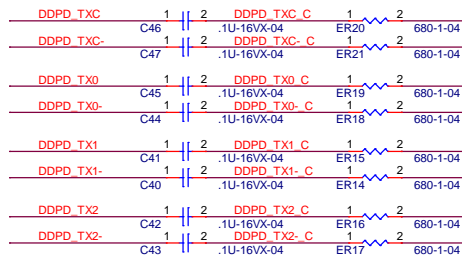 DDPD_TXC 1 2 DDPD_TXC_C 1 2
C46 .1U-16VX-04 ER20 680-1-04
DDPD_TXC- 1 2 DDPD_TXC-_C 1 2
C47 .1U-16VX-04 ER21 680-1-04
DDPD_TX0 1 2 DDPD_TX0_C 1 2
C45 .1U-16VX-04 ER19 680-1-04
DDPD_TX0- 1 2 DDPD_TX0-_C 1 2
C44 .1U-16VX-04 ER18 680-1-04
DDPD_TX1 1 2 DDPD_TX1_C 1 2
C41 .1U-16VX-04 ER15 680-1-04
DDPD_TX1- 1 2 DDPD_TX1-_C 1 2
C40 .1U-16VX-04 ER14 680-1-04
DDPD_TX2 1 2 DDPD_TX2_C 1 2
C42 .1U-16VX-04 ER16 680-1-04
DDPD_TX2- 1 2 DDPD_TX2-_C 1 2
C43 .1U-16VX-04 ER17 680-1-04